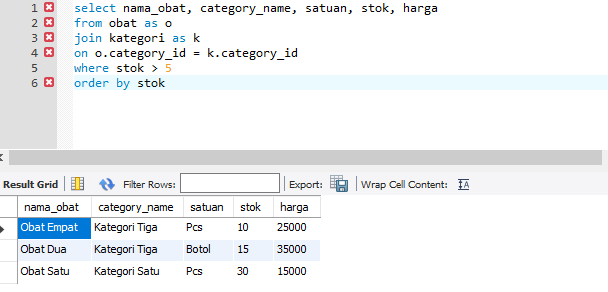 1 select nama_obat, category_name, satuan, stok, harga
2 from obat as o
3 join kategori as k
4 on o.category_id = k.category_id
5 where stok > 5
6 order by stok
Result Grid Filter Rows: Export: Wrap Cell Content:
nama_obat category_name satuan stok harga
Obat Empat Kategori Tiga Pcs 10 25000
Obat Dua Kategori Tiga Botol 15 35000
Obat Satu Kategori Satu Pcs 30 15000